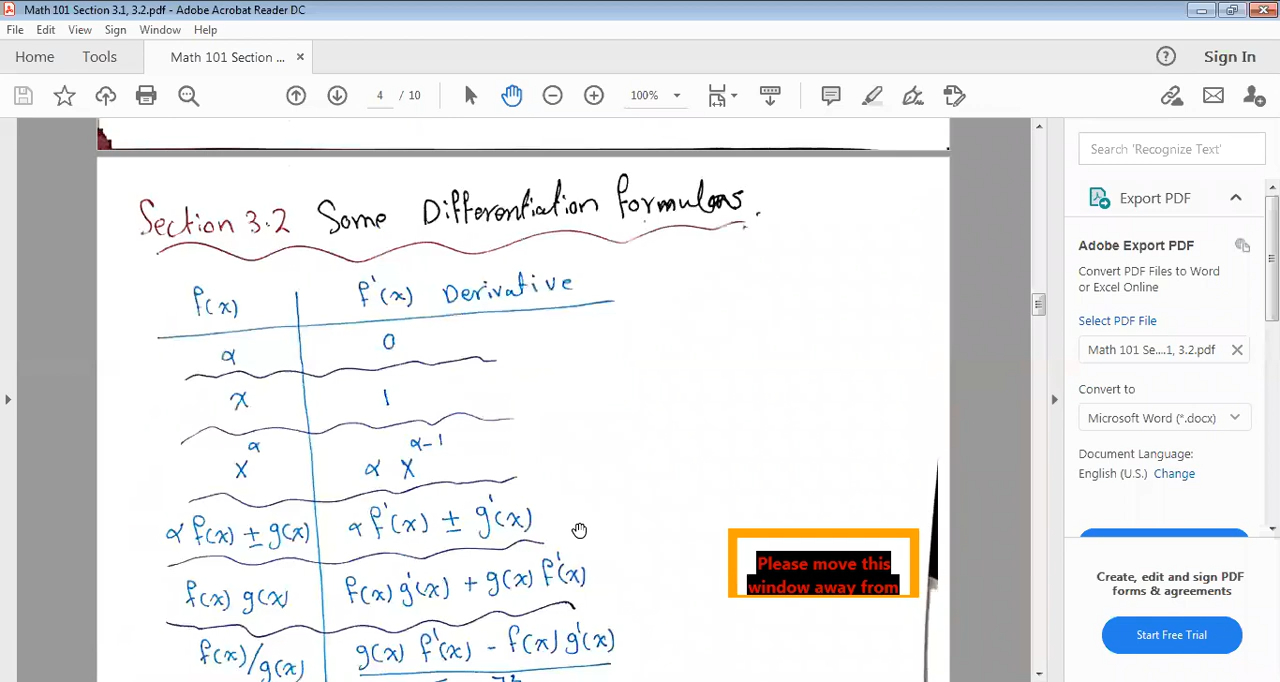 Math 101 Section 3.1, 3.2.pdf - Adobe Acrobat Reader DC
File Edit View Sign Window Help
Home Tools Math 101 Section ... ×
Sign In
4 / 10 100%
Section 3.2 Some Differentiation formulas.
f(x) f'(x) Derivative
α 0
x 1
x^α α x^α-1
α f(x) ± g(x) α f'(x) ± g'(x)
f(x) g(x) f(x) g'(x) + g(x) f'(x)
f(x)/g(x) g(x) f'(x) - f(x) g'(x)
Please move this
window away from
Search 'Recognize Text'
Export PDF
Adobe Export PDF
Convert PDF Files to Word
or Excel Online
Select PDF File
Math 101 Se....1, 3.2.pdf
Convert to
Microsoft Word (*.docx)
Document Language:
English (U.S.) Change
Create, edit and sign PDF
forms & agreements
Start Free Trial